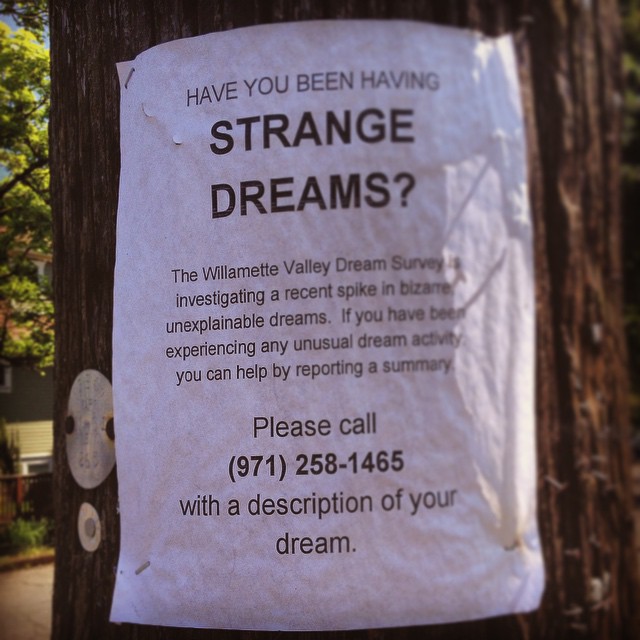 HAVE YOU BEEN HAVING
STRANGE
DREAMS?
The Willamette Valley Dream Survey is
investigating a recent spike in bizarre,
unexplainable dreams. If you have been
experiencing any unusual dream activity
you can help by reporting a summary.
Please call
(971) 258-1465
with a description of your
dream.